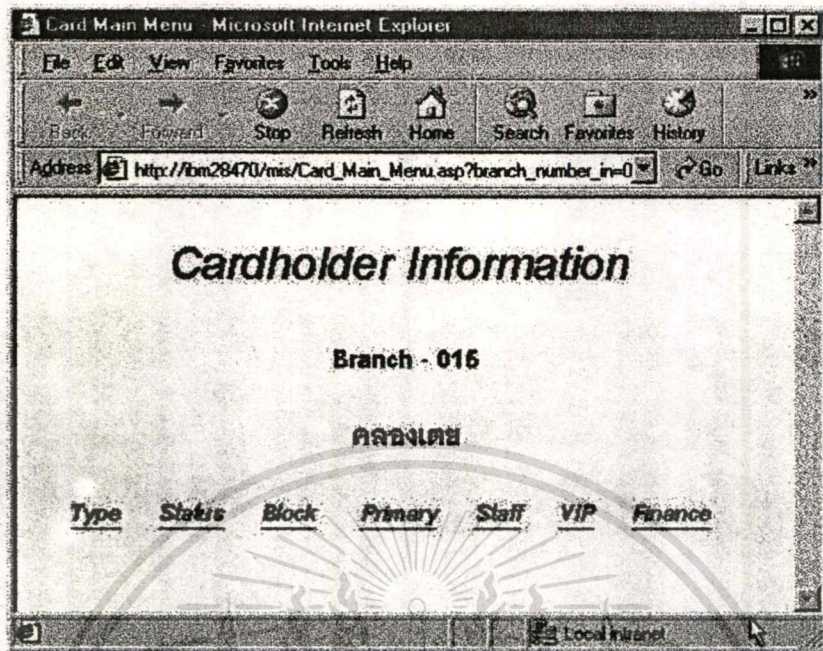 Card Main Menu - Microsoft Internet Explorer
File Edit View Favorites Tools Help
Back Forward Stop Refresh Home Search Favorites History »
Address http://ibm28470/mis/Card_Main_Menu.asp?branch_number_in=0 Go Links »
Cardholder Information
Branch - 015
คลองเตย
Type Status Block Primary Staff VIP Finance
Local intranet